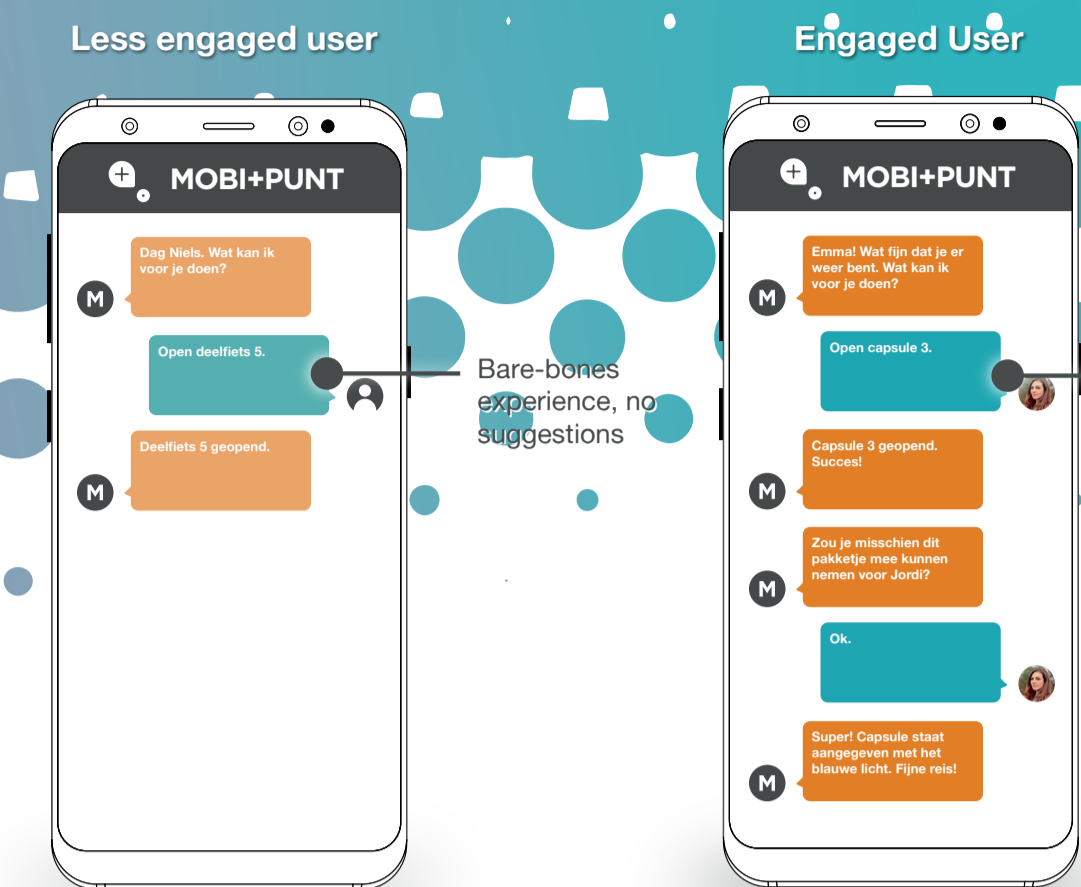 Less engaged user
MOBI+PUNT
Dag Niels. Wat kan ik
voor je doen?
M
Open deelfiets 5.
Bare-bones
experience, no
suggestions
Deelfiets 5 geopend.
M
Engaged User
MOBI+PUNT
Emma! Wat fijn dat je er
weer bent. Wat kan ik
voor je doen?
M
Open capsule 3.
Capsule 3 geopend.
Succes!
M
Zou je misschien dit
pakketje mee kunnen
nemen voor Jordi?
M
Ok.
Super! Capsule staat
aangegeven met het
blauwe licht. Fijne reis!
M